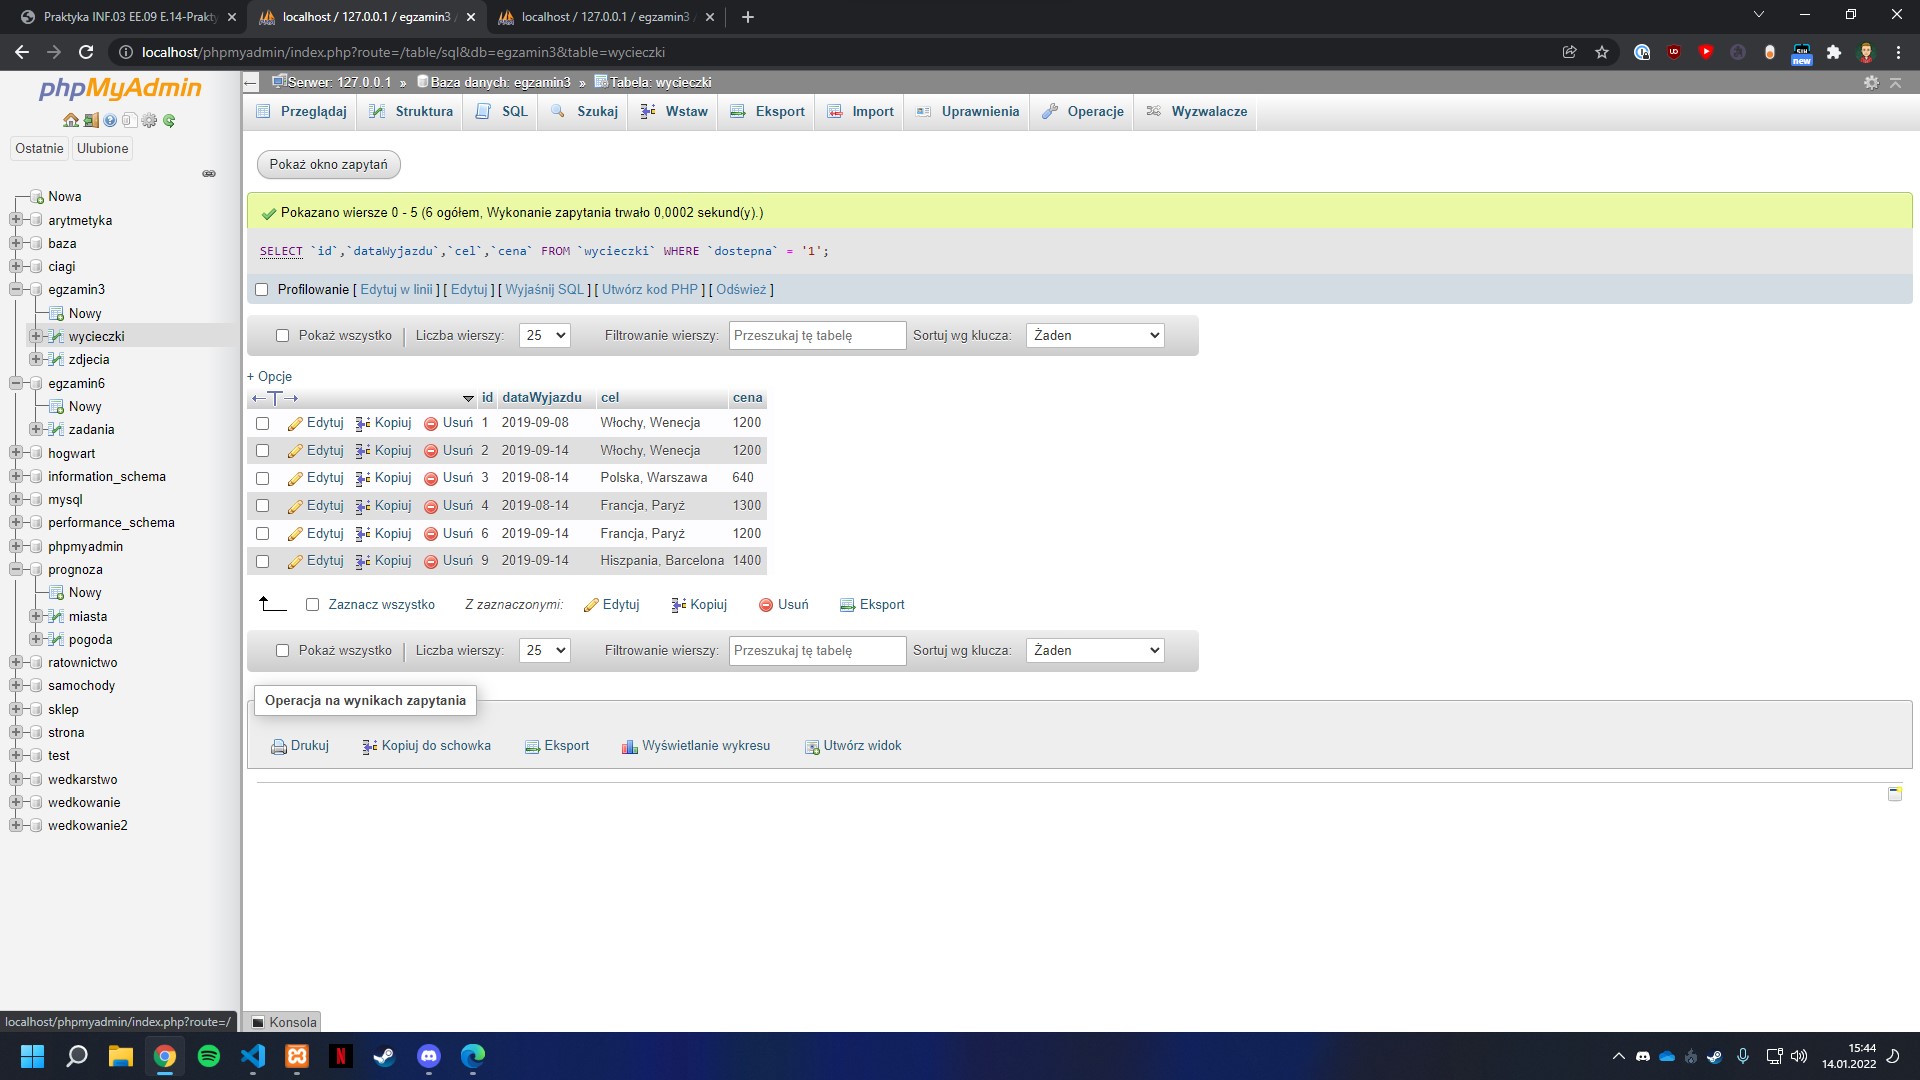 Praktyka INF.03 EE.09 E.14-Prakty
localhost / 127.0.0.1 / egzamin3 /
localhost / 127.0.0.1 / egzamin3
localhost/phpmyadmin/index.php?route=/table/sql&db=egzamin3&table=wycieczki
new
phpMyAdmin
Ostatnie
Ulubione
Nowa
arytmetyka
baza
ciagi
egzamin3
Nowy
wycieczki
zdjecia
egzamin6
Nowy
zadania
hogwart
information_schema
mysql
performance_schema
phpmyadmin
prognoza
Nowy
miasta
pogoda
ratownictwo
samochody
sklep
strona
test
wedkarstwo
wedkowanie
wedkowanie2
localhost/phpmyadmin/index.php?route=/
Serwer: 127.0.0.1 » Baza danych: egzamin3 » Tabela: wycieczki
Przeglądaj Struktura SQL Szukaj Wstaw Eksport Import Uprawnienia Operacje Wyzwalacze
Pokaż okno zapytań
Pokazano wiersze 0 - 5 (6 ogółem, Wykonanie zapytania trwało 0,0002 sekund(y).)
SELECT `id`,`dataWyjazdu`,`cel`,`cena` FROM `wycieczki` WHERE `dostepna` = '1';
Profilowanie [ Edytuj w linii ] [ Edytuj ] [ Wyjaśnij SQL ] [ Utwórz kod PHP ] [ Odśwież ]
Pokaż wszystko | Liczba wierszy: 25 Filtrowanie wierszy: Przeszukaj tę tabelę Sortuj wg klucza: Żaden
+ Opcje
←T→ id dataWyjazdu cel cena
Edytuj Kopiuj Usuń 1 2019-09-08 Włochy, Wenecja 1200
Edytuj Kopiuj Usuń 2 2019-09-14 Włochy, Wenecja 1200
Edytuj Kopiuj Usuń 3 2019-08-14 Polska, Warszawa 640
Edytuj Kopiuj Usuń 4 2019-08-14 Francja, Paryż 1300
Edytuj Kopiuj Usuń 6 2019-09-14 Francja, Paryż 1200
Edytuj Kopiuj Usuń 9 2019-09-14 Hiszpania, Barcelona 1400
Zaznacz wszystko Z zaznaczonymi: Edytuj Kopiuj Usuń Eksport
Pokaż wszystko | Liczba wierszy: 25 Filtrowanie wierszy: Przeszukaj tę tabelę Sortuj wg klucza: Żaden
Operacja na wynikach zapytania
Drukuj Kopiuj do schowka Eksport Wyświetlanie wykresu Utwórz widok
Konsola
15:44
14.01.2022